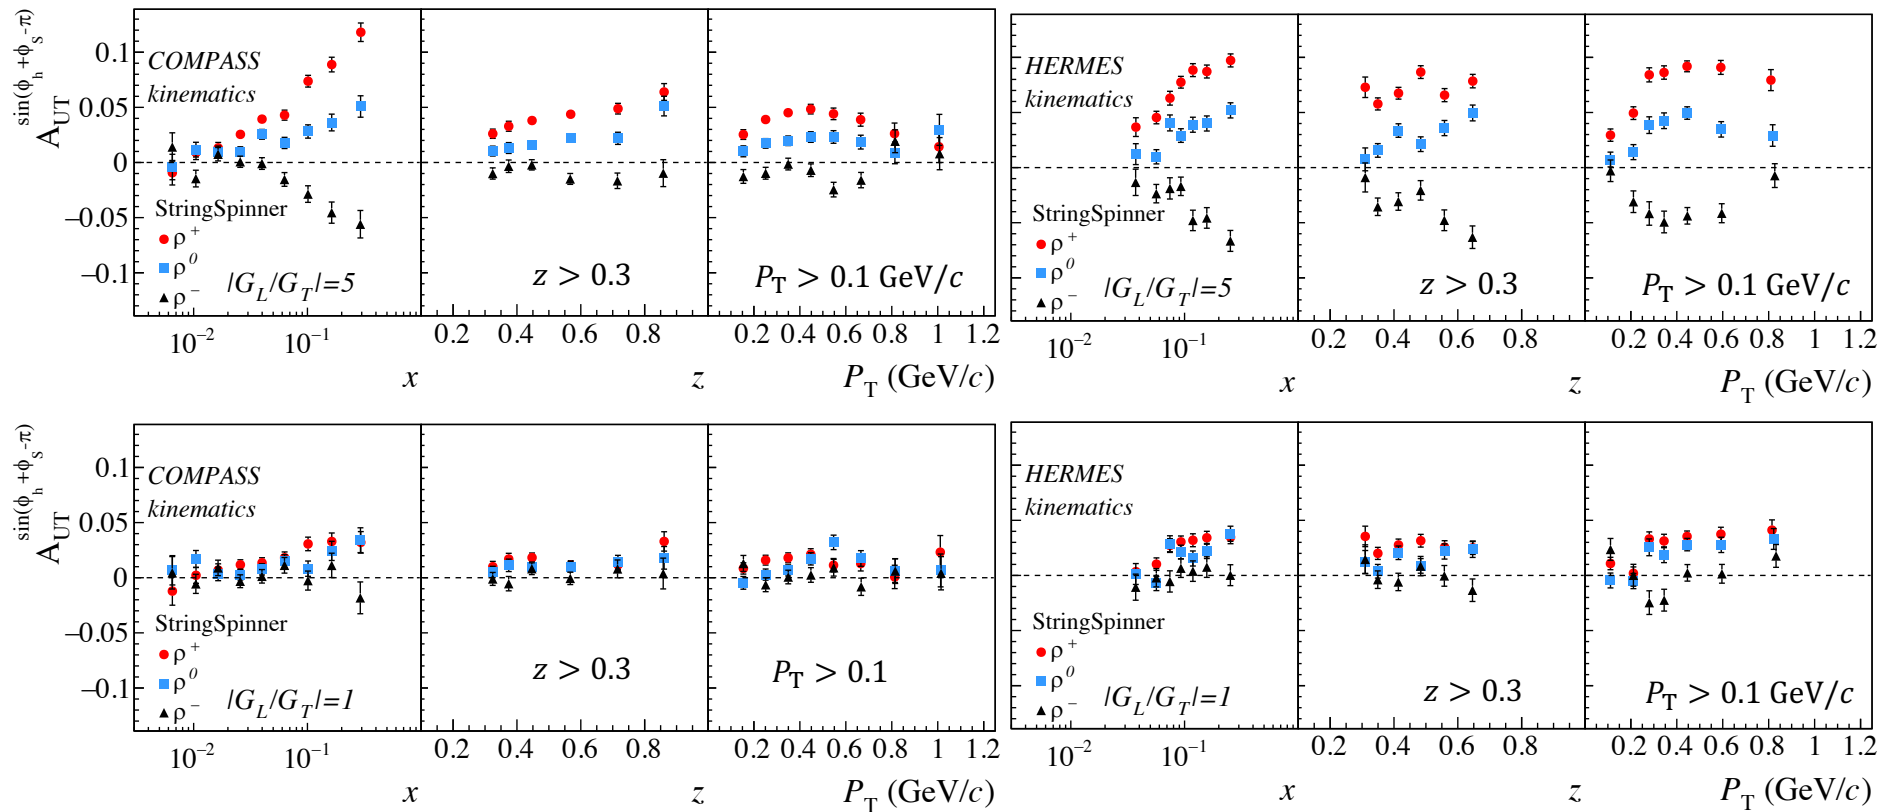 A_UT^sin(ϕ_h+ϕ_S-π)
0.1
0.05
0
−0.05
−0.1
COMPASS
kinematics
StringSpinner
ρ^+
ρ^0
ρ^−
|G_L/G_T|=5
z > 0.3
P_T > 0.1 GeV/c
10^−2 10^−1
0.2 0.4 0.6 0.8
0.2 0.4 0.6 0.8 1 1.2
x
z
P_T (GeV/c)
HERMES
kinematics
StringSpinner
ρ^+
ρ^0
ρ^−
|G_L/G_T|=5
z > 0.3
P_T > 0.1 GeV/c
10^−2 10^−1
0.2 0.4 0.6 0.8
0.2 0.4 0.6 0.8 1 1.2
x
z
P_T (GeV/c)
A_UT^sin(ϕ_h+ϕ_S-π)
0.1
0.05
0
−0.05
−0.1
COMPASS
kinematics
StringSpinner
ρ^+
ρ^0
ρ^−
|G_L/G_T|=1
z > 0.3
P_T > 0.1
10^−2 10^−1
0.2 0.4 0.6 0.8
0.2 0.4 0.6 0.8 1 1.2
x
z
P_T (GeV/c)
HERMES
kinematics
StringSpinner
ρ^+
ρ^0
ρ^−
|G_L/G_T|=1
z > 0.3
P_T > 0.1 GeV/c
10^−2 10^−1
0.2 0.4 0.6 0.8
0.2 0.4 0.6 0.8 1 1.2
x
z
P_T (GeV/c)